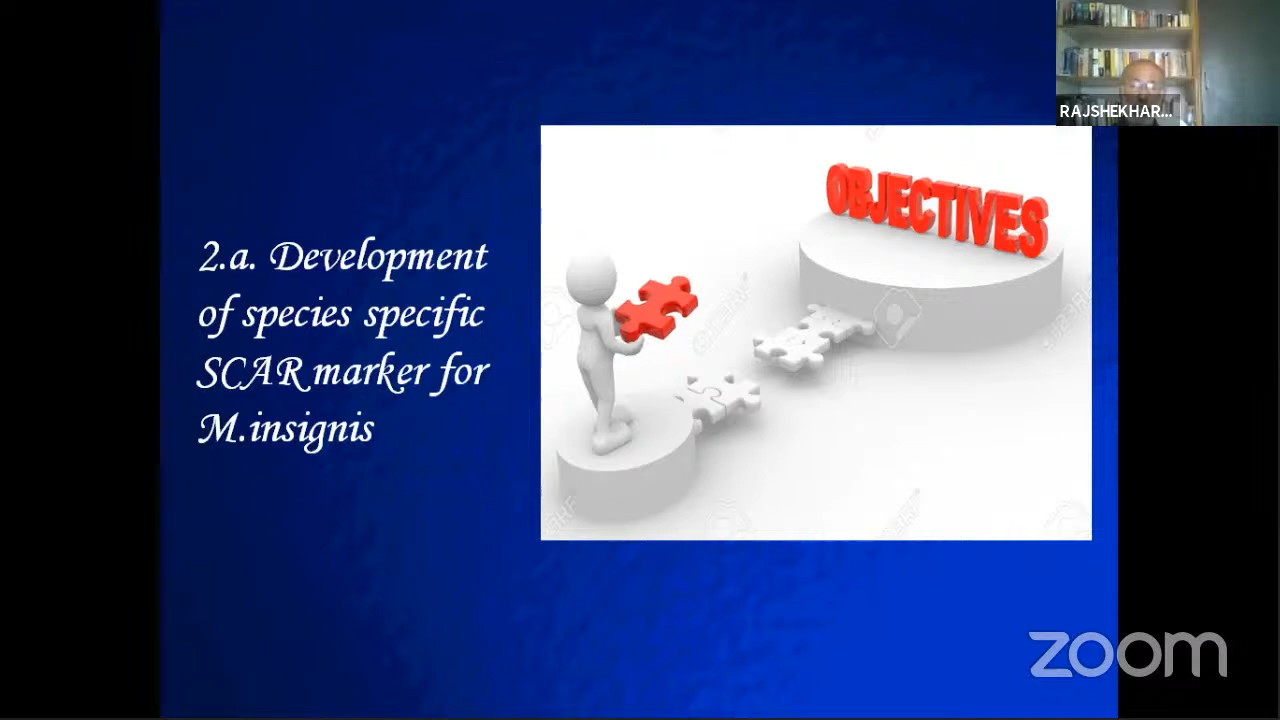 RAJSHEKHAR...
OBJECTIVES
2.a. Development
of species specific
SCAR marker for
M.insignis
zoom